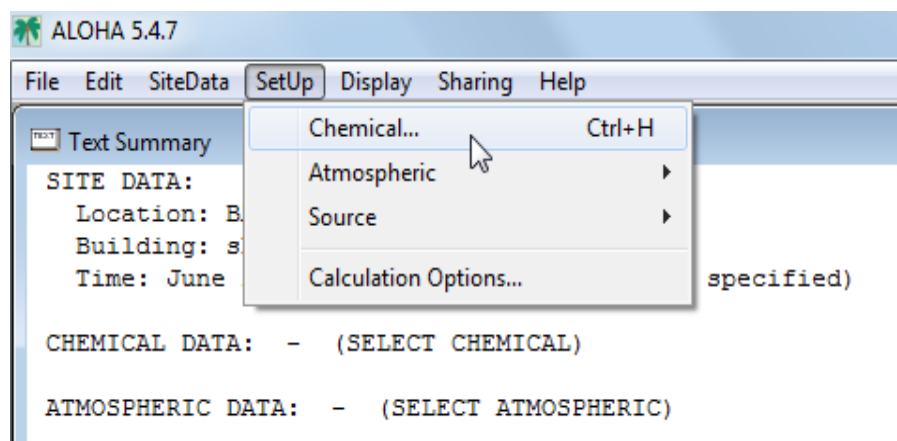 ALOHA 5.4.7
File Edit SiteData SetUp Display Sharing Help
Text Summary
Chemical... Ctrl+H
Atmospheric
Source
Calculation Options...
SITE DATA:
Location:
Building:
Time: June specified)
CHEMICAL DATA: - (SELECT CHEMICAL)
ATMOSPHERIC DATA: - (SELECT ATMOSPHERIC)